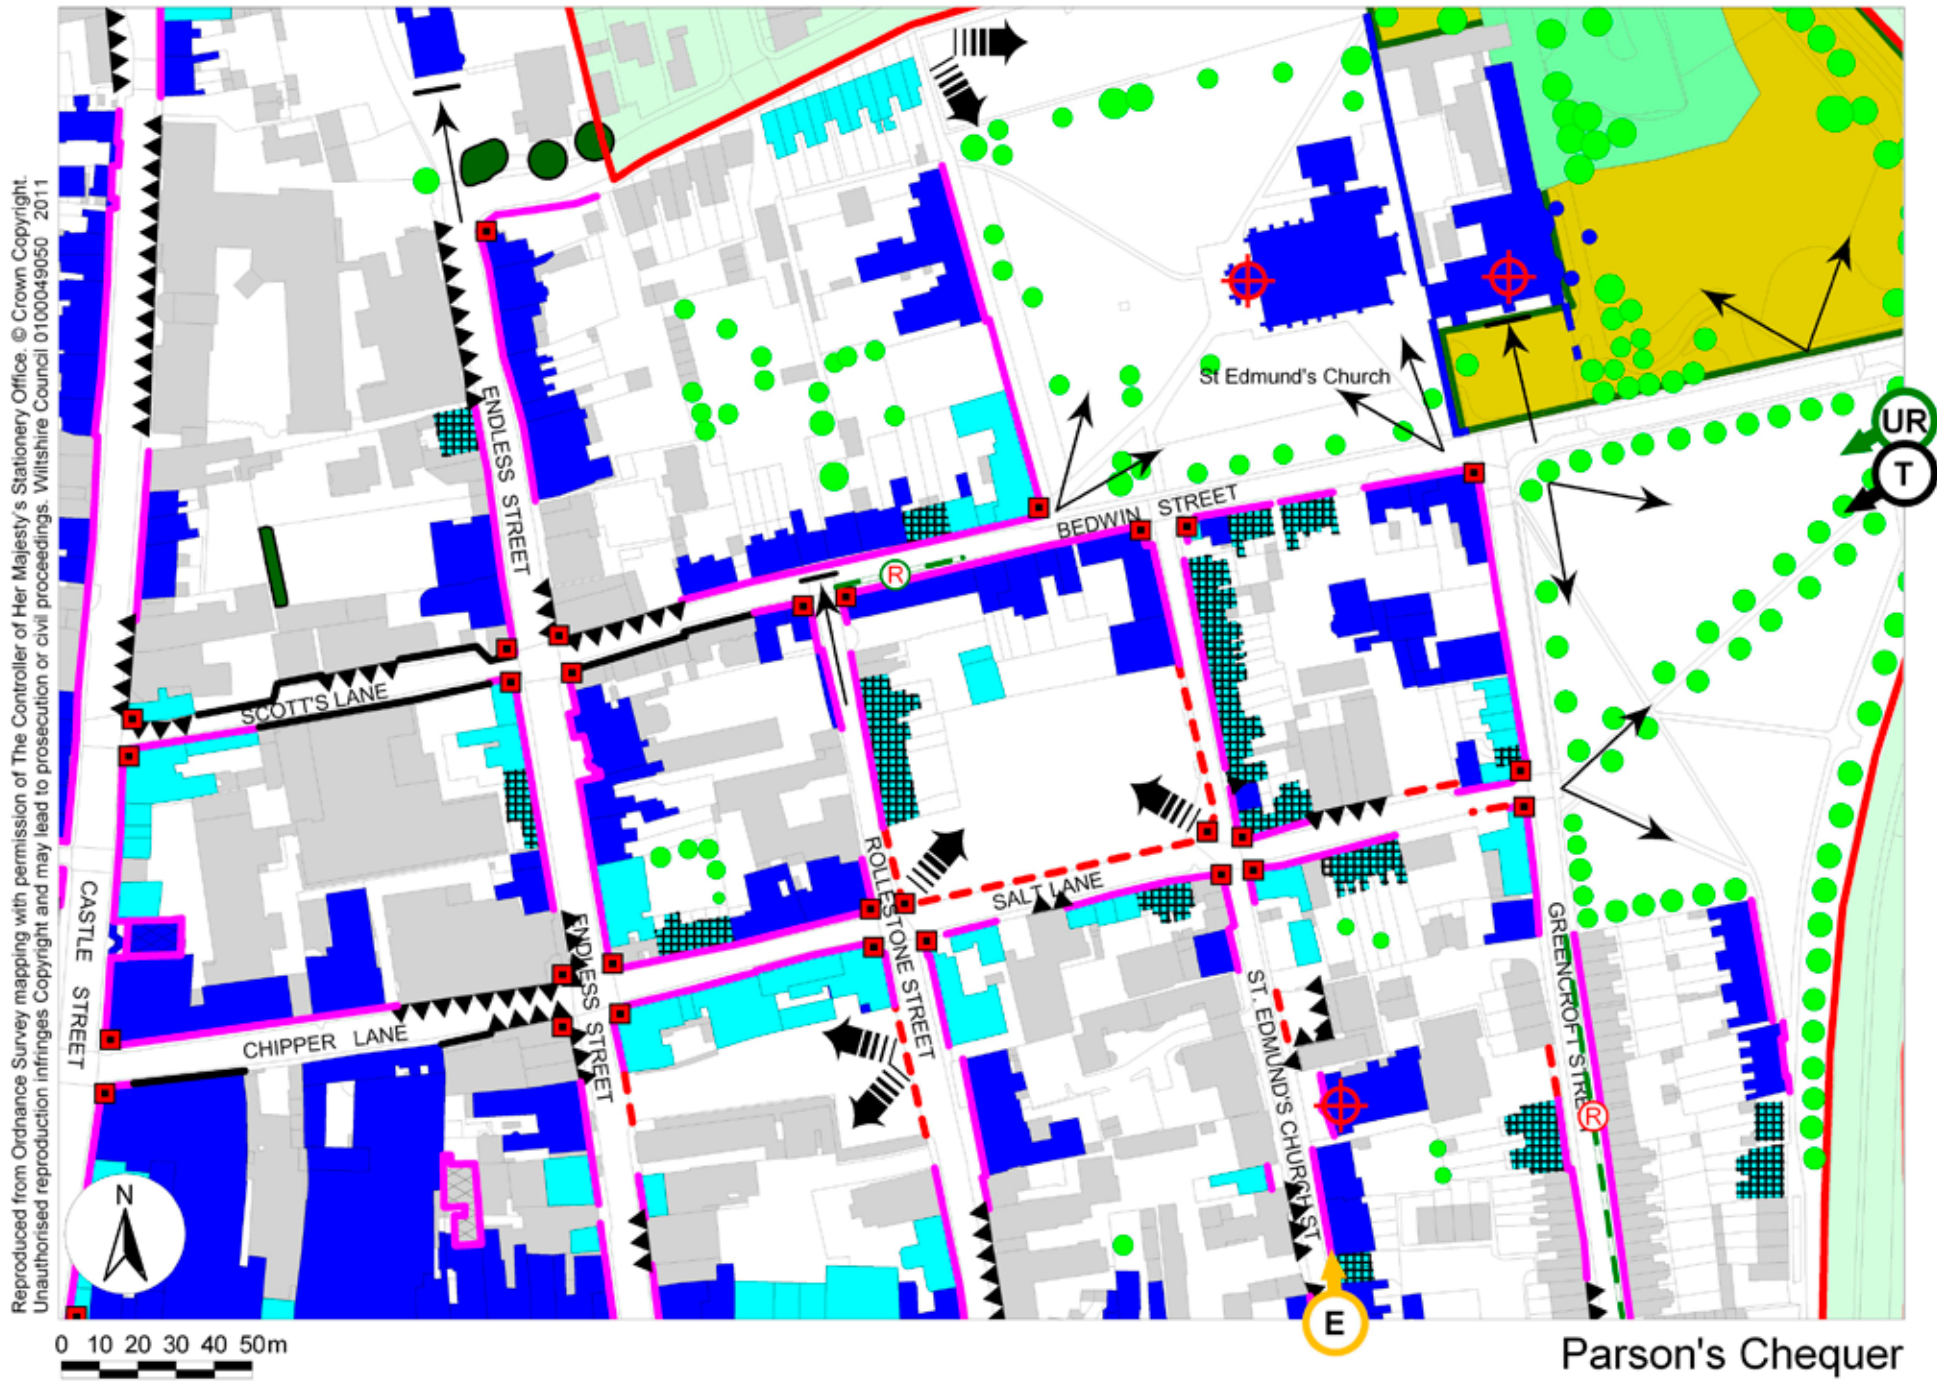 Reproduced from Ordnance Survey mapping with permission of The Controller of Her Majesty's Stationery Office. © Crown Copyright.
Unauthorised reproduction infringes Copyright and may lead to prosecution or civil proceedings. Wiltshire Council 0100049050 2011
St Edmund's Church
UR
T
ENDLESS STREET
BEDWIN STREET
R
SCOTT'S LANE
ROLLESTONE STREET
SALT LANE
CASTLE STREET
ENDLESS STREET
GREENCROFT STREET
CHIPPER LANE
ST. EDMUND'S CHURCH ST
R
N
E
0 10 20 30 40 50m
Parson's Chequer